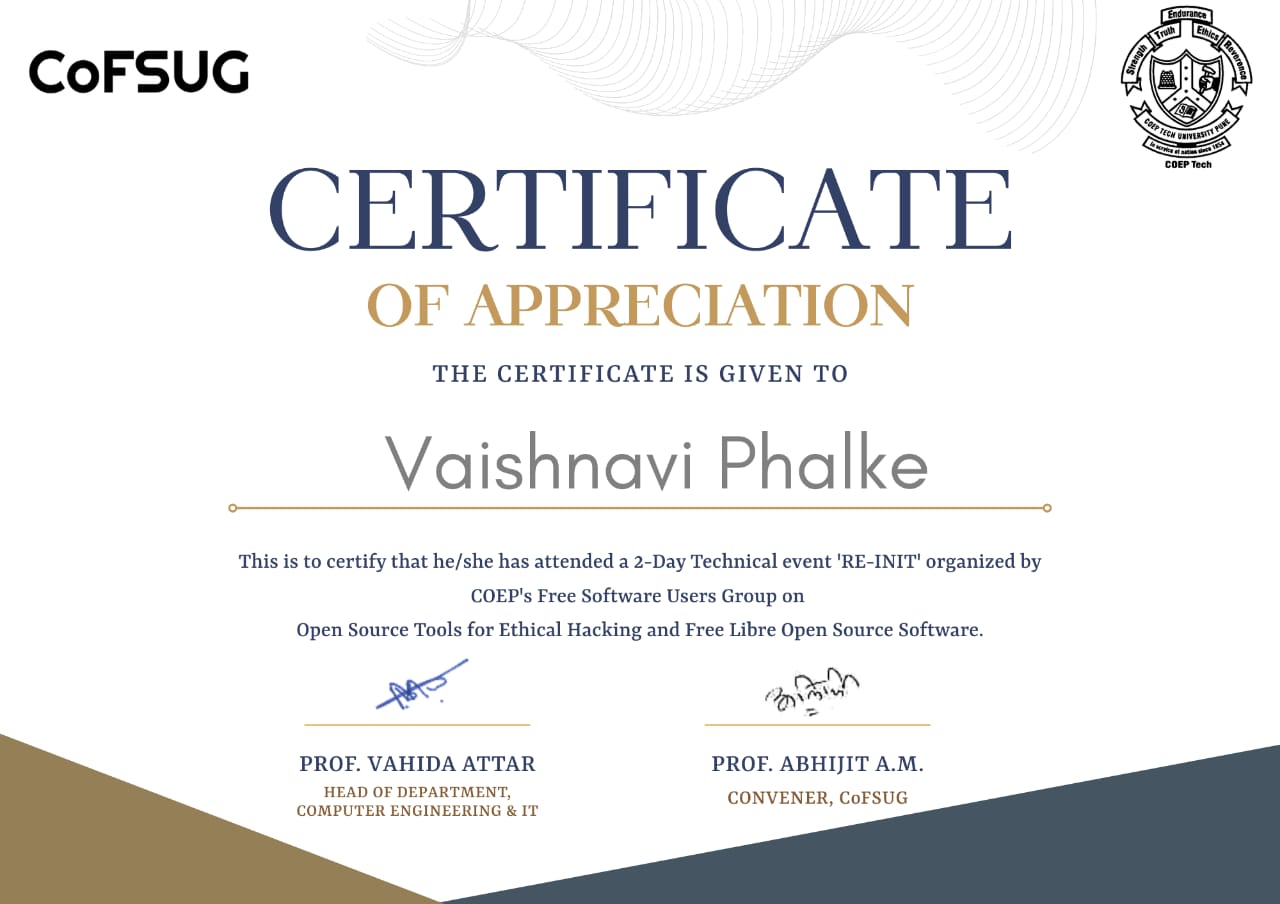 CoFSUG
Endurance
Truth
Ethics
Strength
Reverence
COEP TECH UNIVERSITY PUNE
In service of nation since 1854
COEP Tech
CERTIFICATE
OF APPRECIATION
THE CERTIFICATE IS GIVEN TO
Vaishnavi Phalke
This is to certify that he/she has attended a 2-Day Technical event 'RE-INIT' organized by
COEP's Free Software Users Group on
Open Source Tools for Ethical Hacking and Free Libre Open Source Software.
PROF. VAHIDA ATTAR
HEAD OF DEPARTMENT,
COMPUTER ENGINEERING & IT
PROF. ABHIJIT A.M.
CONVENER, CoFSUG